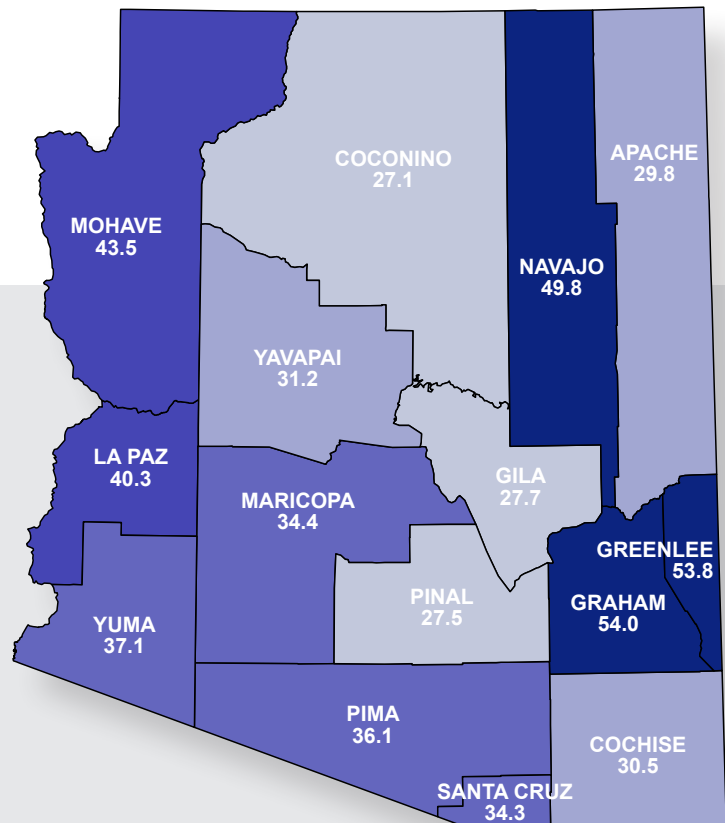 COCONINO
27.1
APACHE
29.8
MOHAVE
43.5
NAVAJO
49.8
YAVAPAI
31.2
LA PAZ
40.3
MARICOPA
34.4
GILA
27.7
GREENLEE
53.8
PINAL
27.5
GRAHAM
54.0
YUMA
37.1
PIMA
36.1
COCHISE
30.5
SANTA CRUZ
34.3